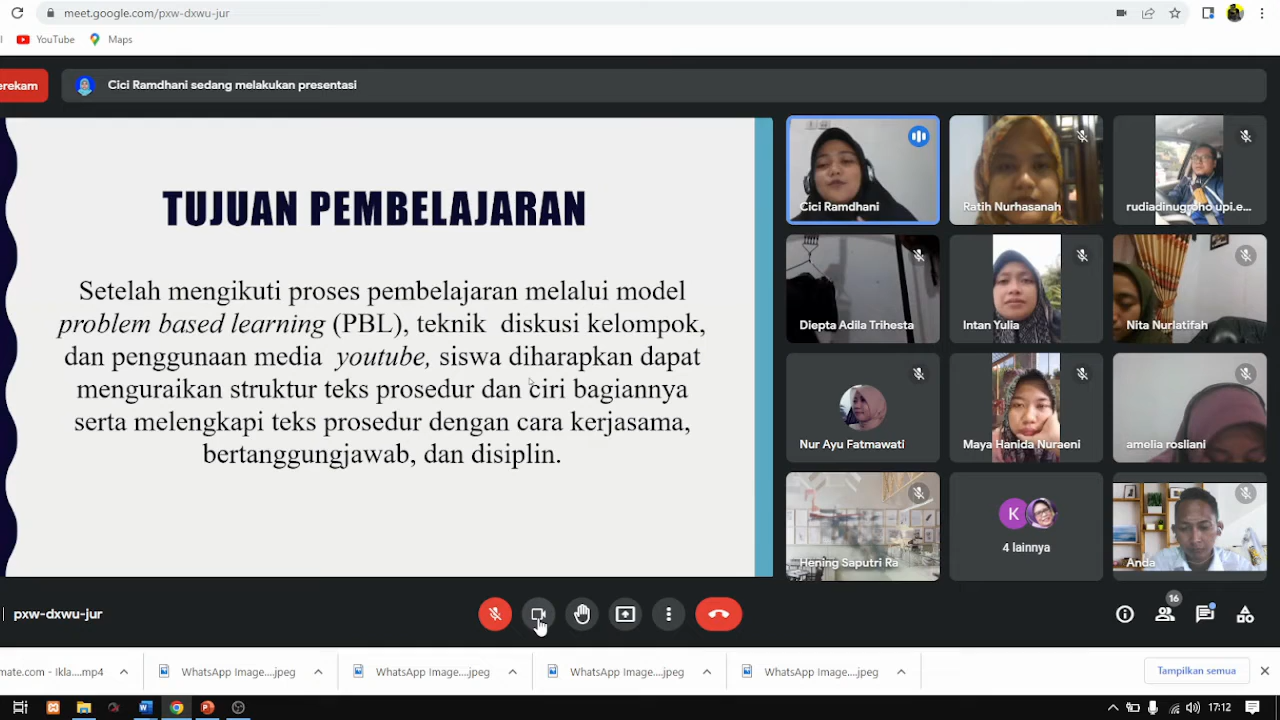 meet.google.com/pxw-dxwu-jur
YouTube
Maps
erekam
Cici Ramdhani sedang melakukan presentasi
TUJUAN PEMBELAJARAN
Setelah mengikuti proses pembelajaran melalui model
problem based learning (PBL), teknik diskusi kelompok,
dan penggunaan media youtube, siswa diharapkan dapat
menguraikan struktur teks prosedur dan ciri bagiannya
serta melengkapi teks prosedur dengan cara kerjasama,
bertanggungjawab, dan disiplin.
Cici Ramdhani
Ratih Nurhasanah
rudiadinugroho upi.e...
Diepta Adila Trihesta
Intan Yulia
Nita Nurlatifah
Nur Ayu Fatmawati
Maya Hanida Nuraeni
amelia rosliani
Hening Saputri Ra
K
4 lainnya
Anda
pxw-dxwu-jur
16
mate.com - Ikla....mp4
WhatsApp Image....jpeg
WhatsApp Image....jpeg
WhatsApp Image....jpeg
WhatsApp Image....jpeg
Tampilkan semua
17:12